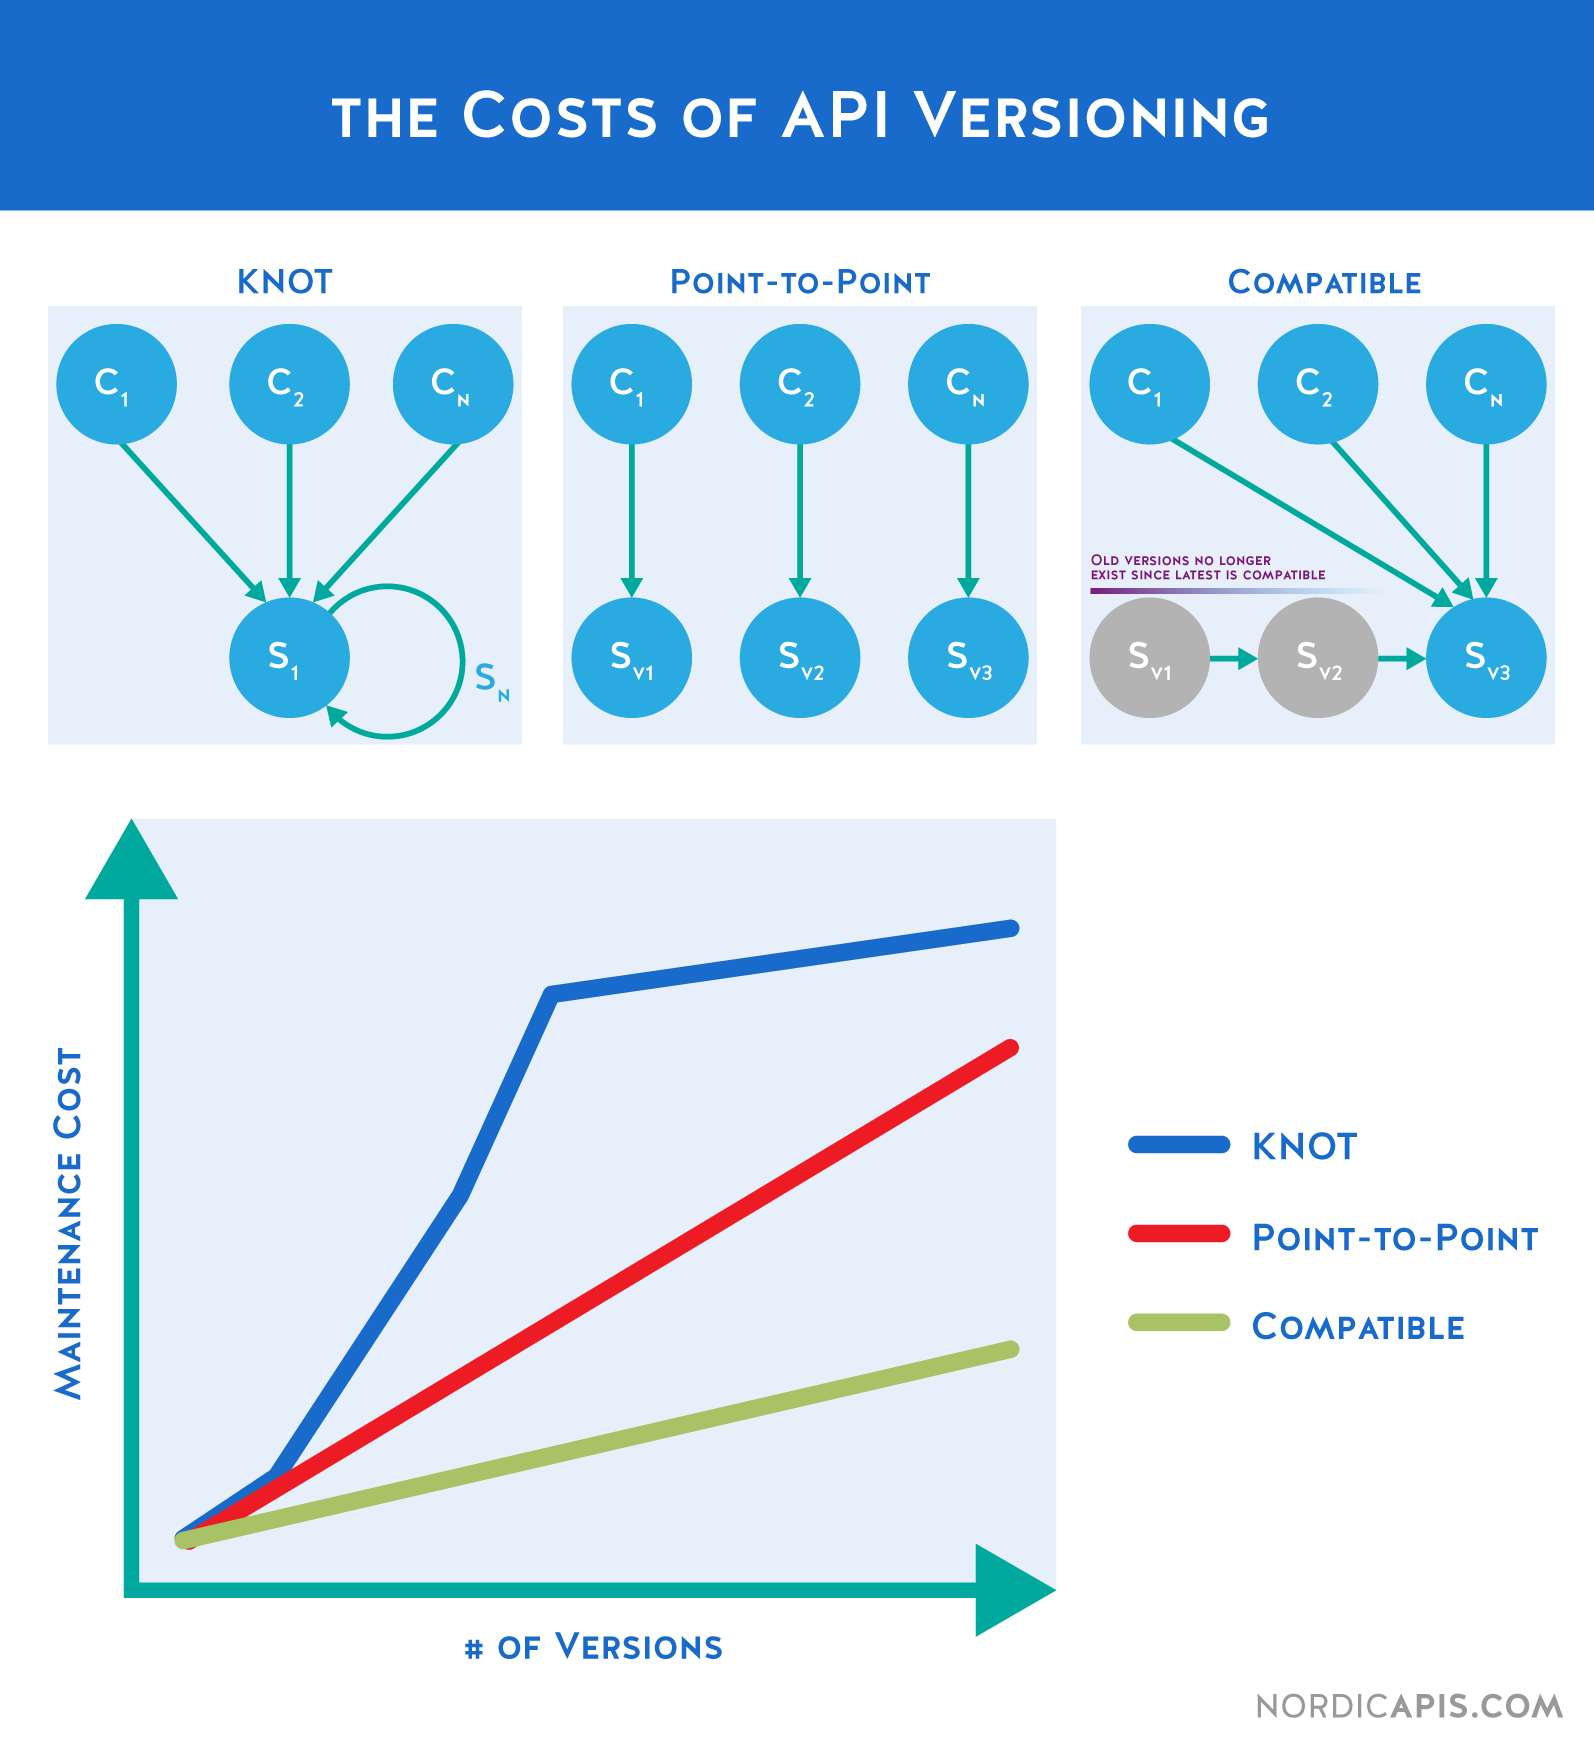 THE COSTS OF API VERSIONING
KNOT
POINT-TO-POINT
COMPATIBLE
C1
C2
CN
S1
SN
C1
C2
CN
SV1
SV2
SV3
C1
C2
CN
OLD VERSIONS NO LONGER
EXIST SINCE LATEST IS COMPATIBLE
SV1
SV2
SV3
MAINTENANCE COST
# OF VERSIONS
KNOT
POINT-TO-POINT
COMPATIBLE
NORDICAPIS.COM